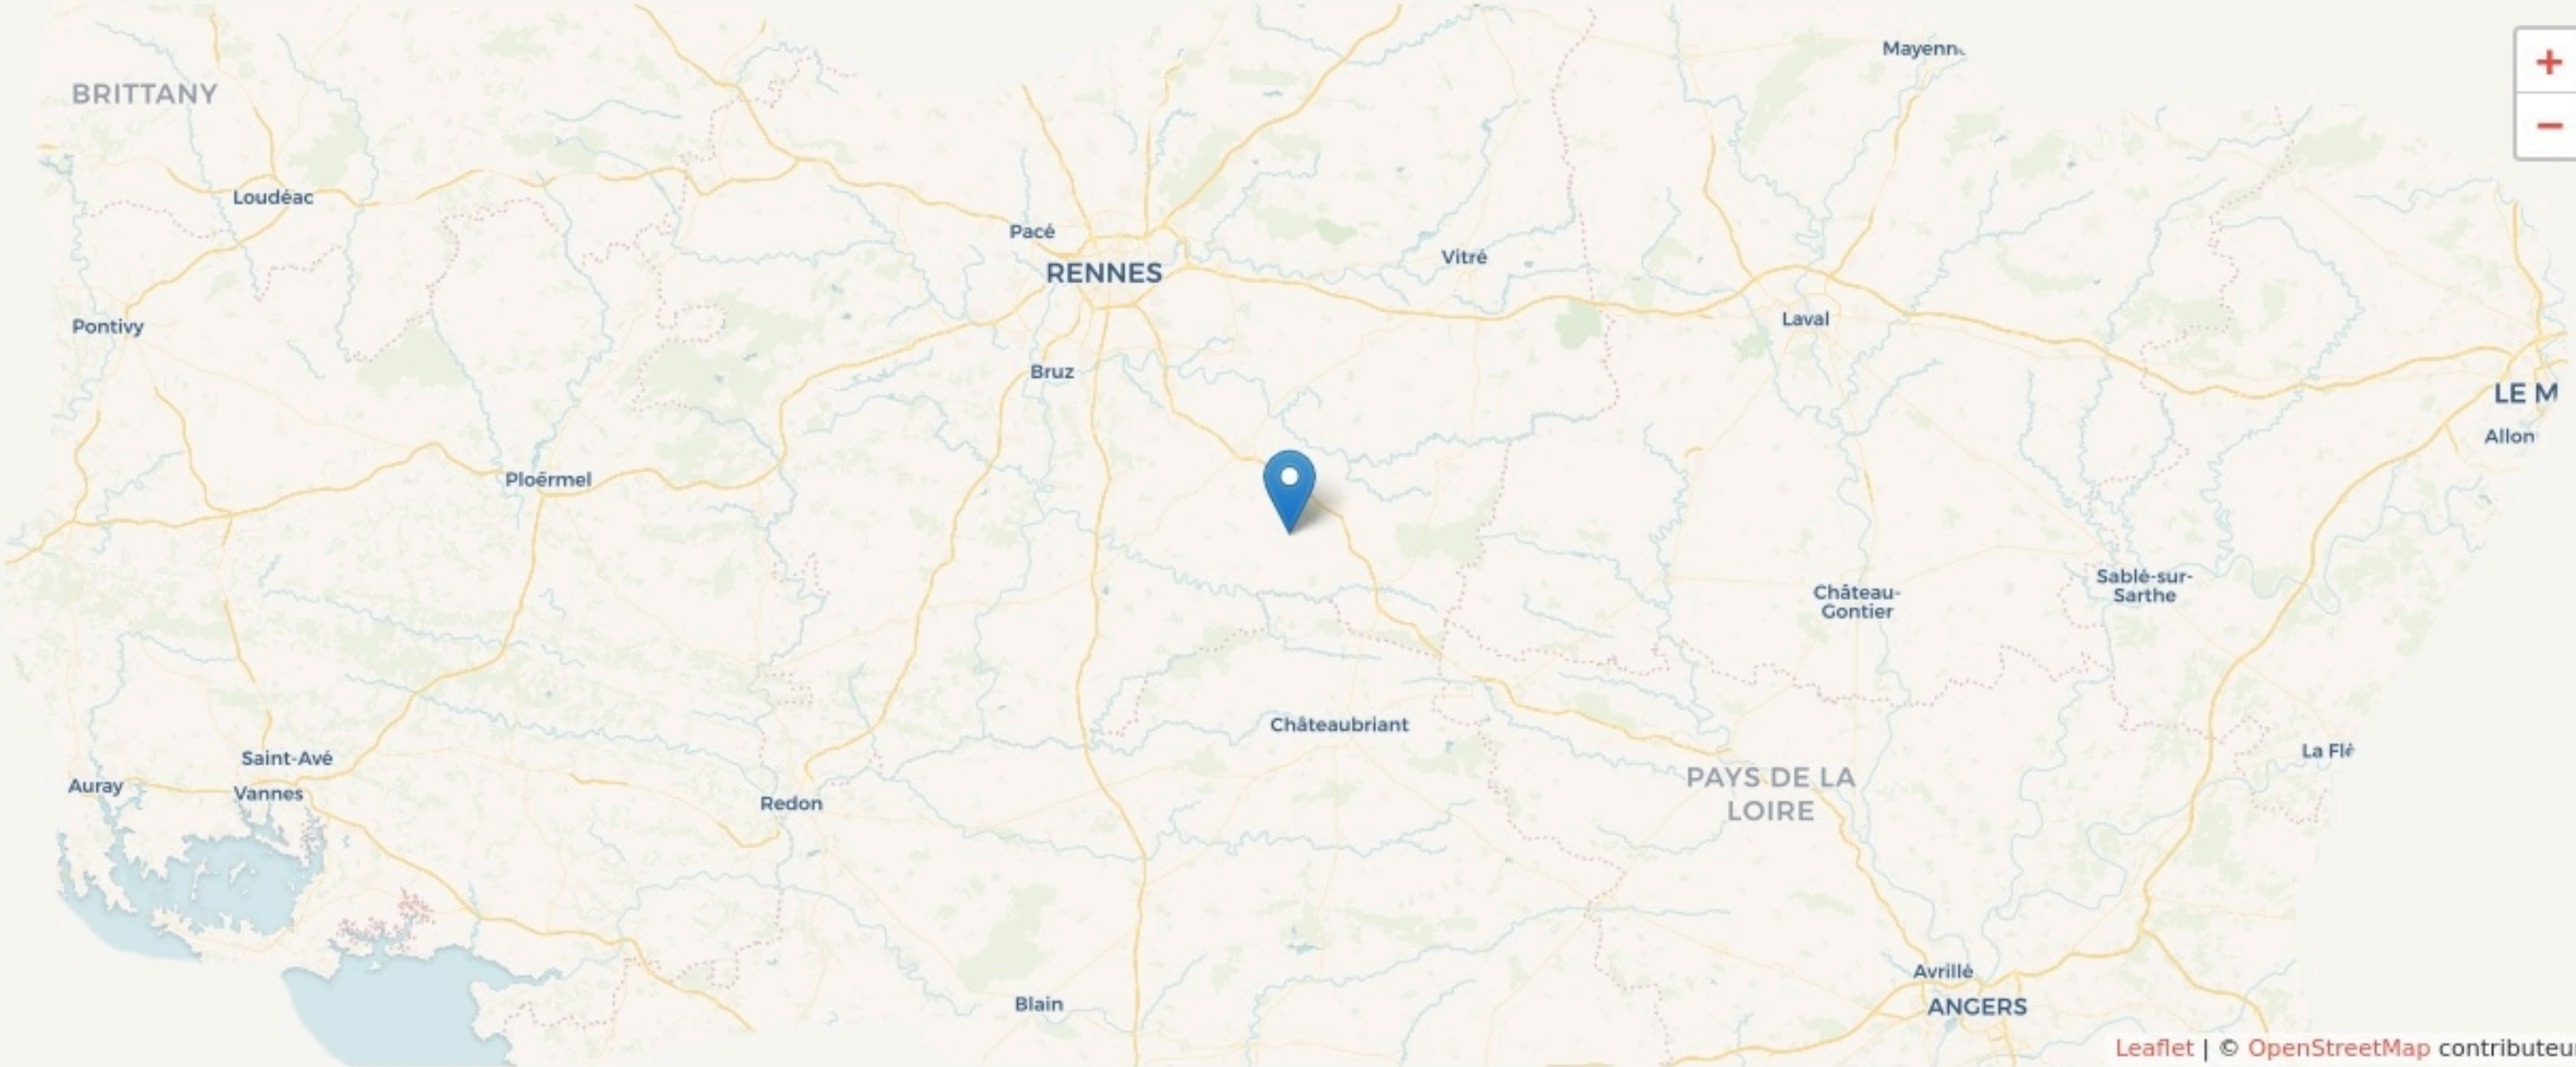 Mayenn
BRITTANY
+
−
Loudéac
Pacé
Vitré
RENNES
Pontivy
Laval
Bruz
LE M
Allon
Ploërmel
Sablé-sur-
Sarthe
Château-
Gontier
Châteaubriant
La Flé
Saint-Avé
PAYS DE LA
LOIRE
Auray
Vannes
Redon
Avrillé
Blain
ANGERS
Leaflet | © OpenStreetMap contributeu